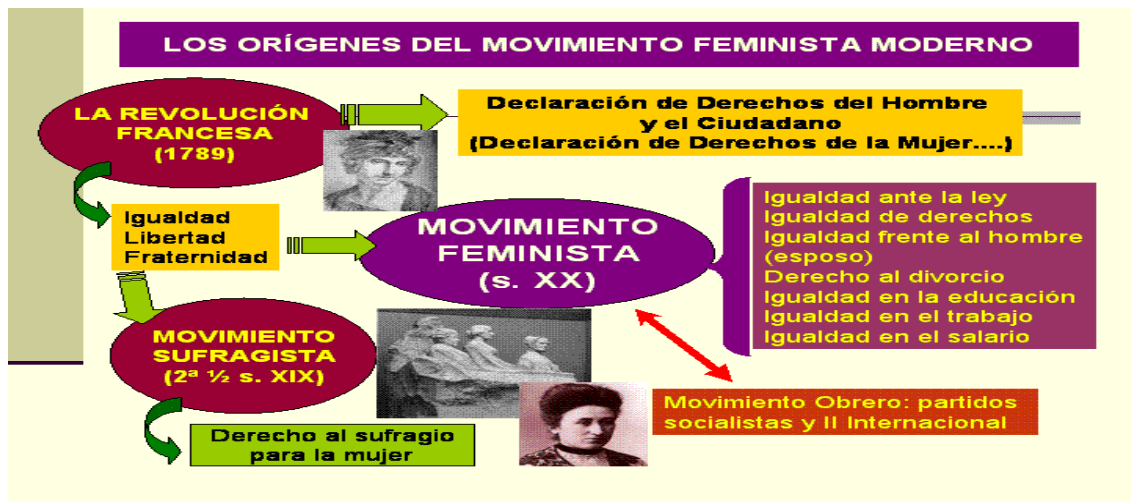 LOS ORÍGENES DEL MOVIMIENTO FEMINISTA MODERNO
LA REVOLUCIÓN
FRANCESA
(1789)
Declaración de Derechos del Hombre
y el Ciudadano
(Declaración de Derechos de la Mujer....)
Igualdad
Libertad
Fraternidad
MOVIMIENTO
FEMINISTA
(s. XX)
Igualdad ante la ley
Igualdad de derechos
Igualdad frente al hombre
(esposo)
Derecho al divorcio
Igualdad en la educación
Igualdad en el trabajo
Igualdad en el salario
MOVIMIENTO
SUFRAGISTA
(2ª ½ s. XIX)
Derecho al sufragio
para la mujer
Movimiento Obrero: partidos
socialistas y II Internacional